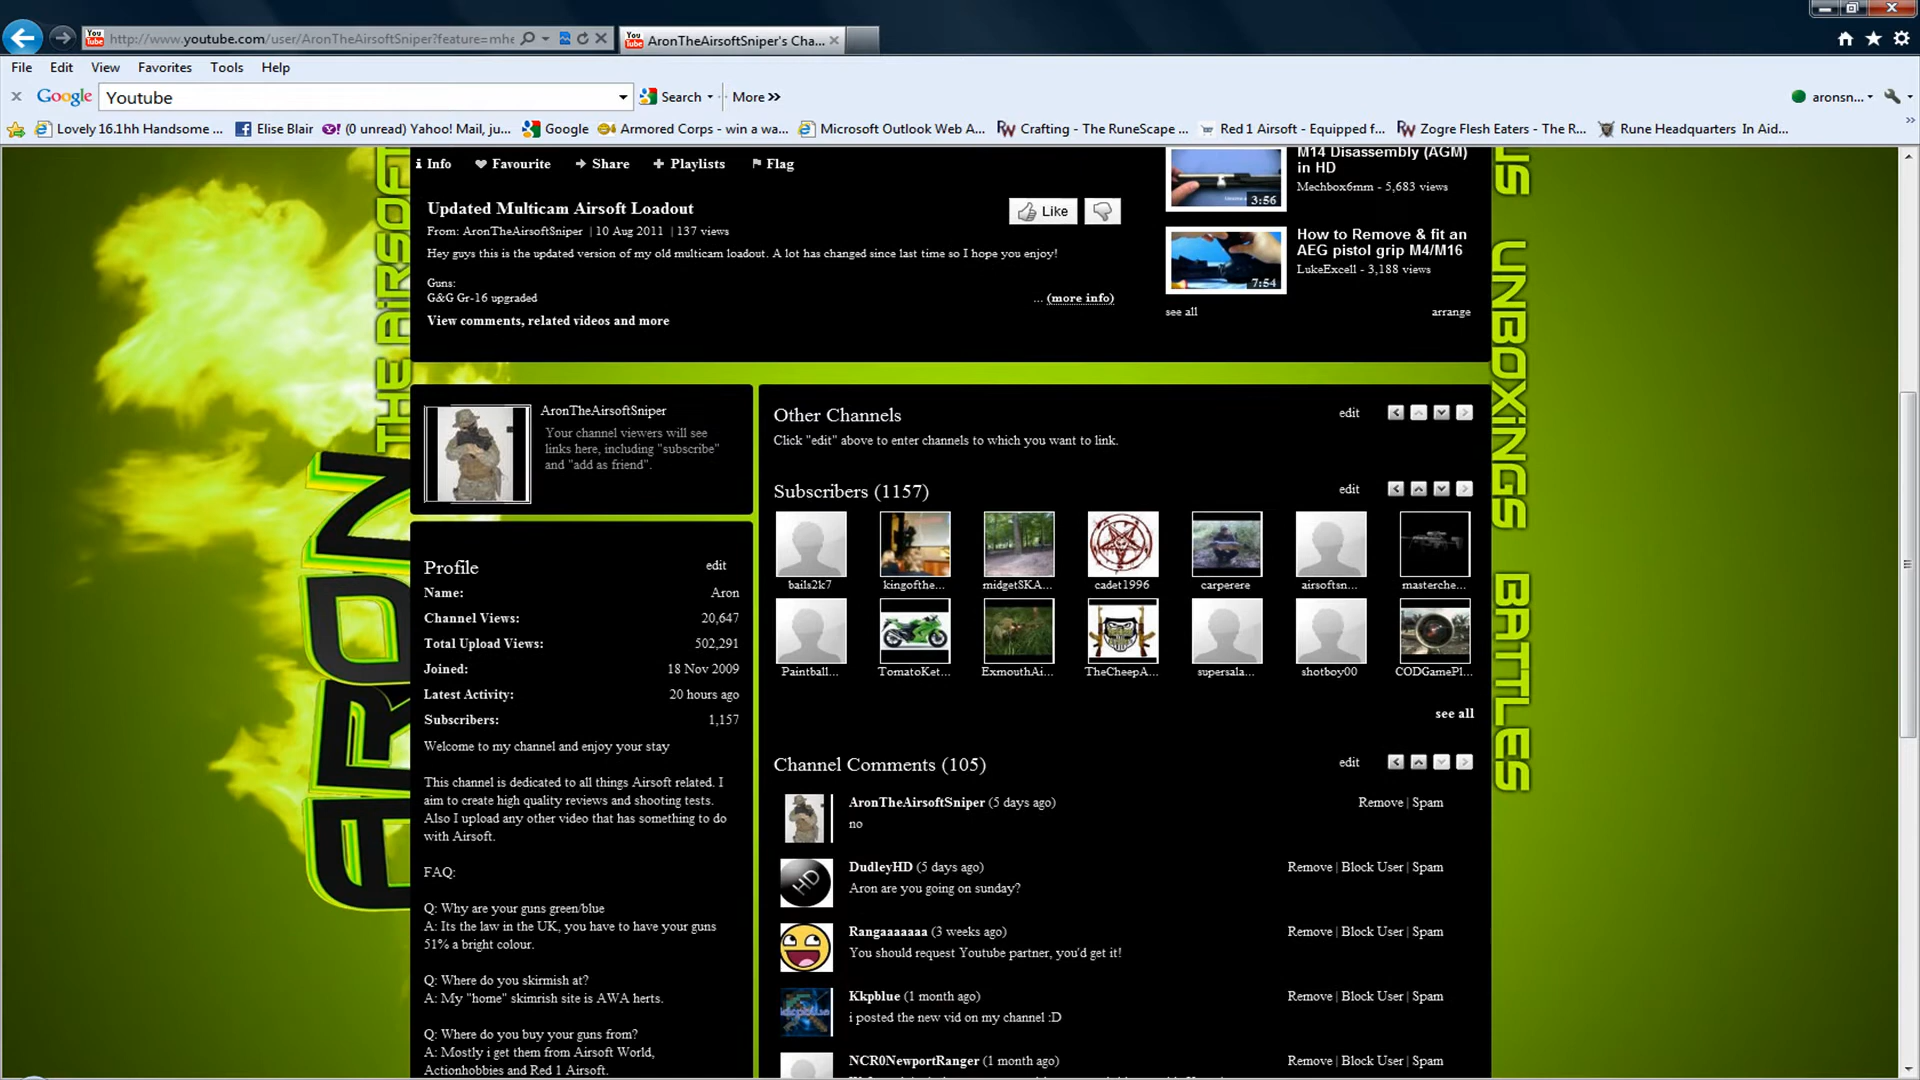 You
Tube
http://www.youtube.com/user/AronTheAirsoftSniper?feature=mhe
AronTheAirsoftSniper's Cha...
File Edit View Favorites Tools Help
Google Youtube Search More >>
aronsn...
Lovely 16.1hh Handsome ... Elise Blair (0 unread) Yahoo! Mail, ju... Google Armored Corps - win a wa... Microsoft Outlook Web A... Crafting - The RuneScape ... Red 1 Airsoft - Equipped f... Zogre Flesh Eaters - The R... Rune Headquarters In Aid...
Info Favourite Share Playlists Flag
Updated Multicam Airsoft Loadout
Like
From: AronTheAirsoftSniper | 10 Aug 2011 | 137 views
Hey guys this is the updated version of my old multicam loadout. A lot has changed since last time so I hope you enjoy!
Guns:
G&G Gr-16 upgraded
... (more info)
View comments, related videos and more
M14 Disassembly (AGM)
in HD
Mechbox6mm - 5,683 views
3:56
How to Remove & fit an
AEG pistol grip M4/M16
LukeExcell - 3,188 views
7:54
see all arrange
THE AIRSOFT
ARON
UNBOXINGS
BATTLES
AronTheAirsoftSniper
Your channel viewers will see
links here, including "subscribe"
and "add as friend".
Profile edit
Name: Aron
Channel Views: 20,647
Total Upload Views: 502,291
Joined: 18 Nov 2009
Latest Activity: 20 hours ago
Subscribers: 1,157
Welcome to my channel and enjoy your stay
This channel is dedicated to all things Airsoft related. I
aim to create high quality reviews and shooting tests.
Also I upload any other video that has something to do
with Airsoft.
FAQ:
Q: Why are your guns green/blue
A: Its the law in the UK, you have to have your guns
51% a bright colour.
Q: Where do you skirmish at?
A: My "home" skimrish site is AWA herts.
Q: Where do you buy your guns from?
A: Mostly i get them from Airsoft World,
Actionhobbies and Red 1 Airsoft.
Other Channels edit
Click "edit" above to enter channels to which you want to link.
Subscribers (1157) edit
bails2k7 kingofthe... midgetSKA... cadet1996 carperere airsoftsn... masterche...
Paintball... TomatoKet... ExmouthAi... TheCheepA... supersala... shotboy00 CODGamePl...
see all
Channel Comments (105) edit
AronTheAirsoftSniper (5 days ago) Remove | Spam
no
HD
DudleyHD (5 days ago) Remove | Block User | Spam
Aron are you going on sunday?
Rangaaaaaaa (3 weeks ago) Remove | Block User | Spam
You should request Youtube partner, you'd get it!
Kkpblue (1 month ago) Remove | Block User | Spam
i posted the new vid on my channel :D
NCR0NewportRanger (1 month ago) Remove | Block User | Spam